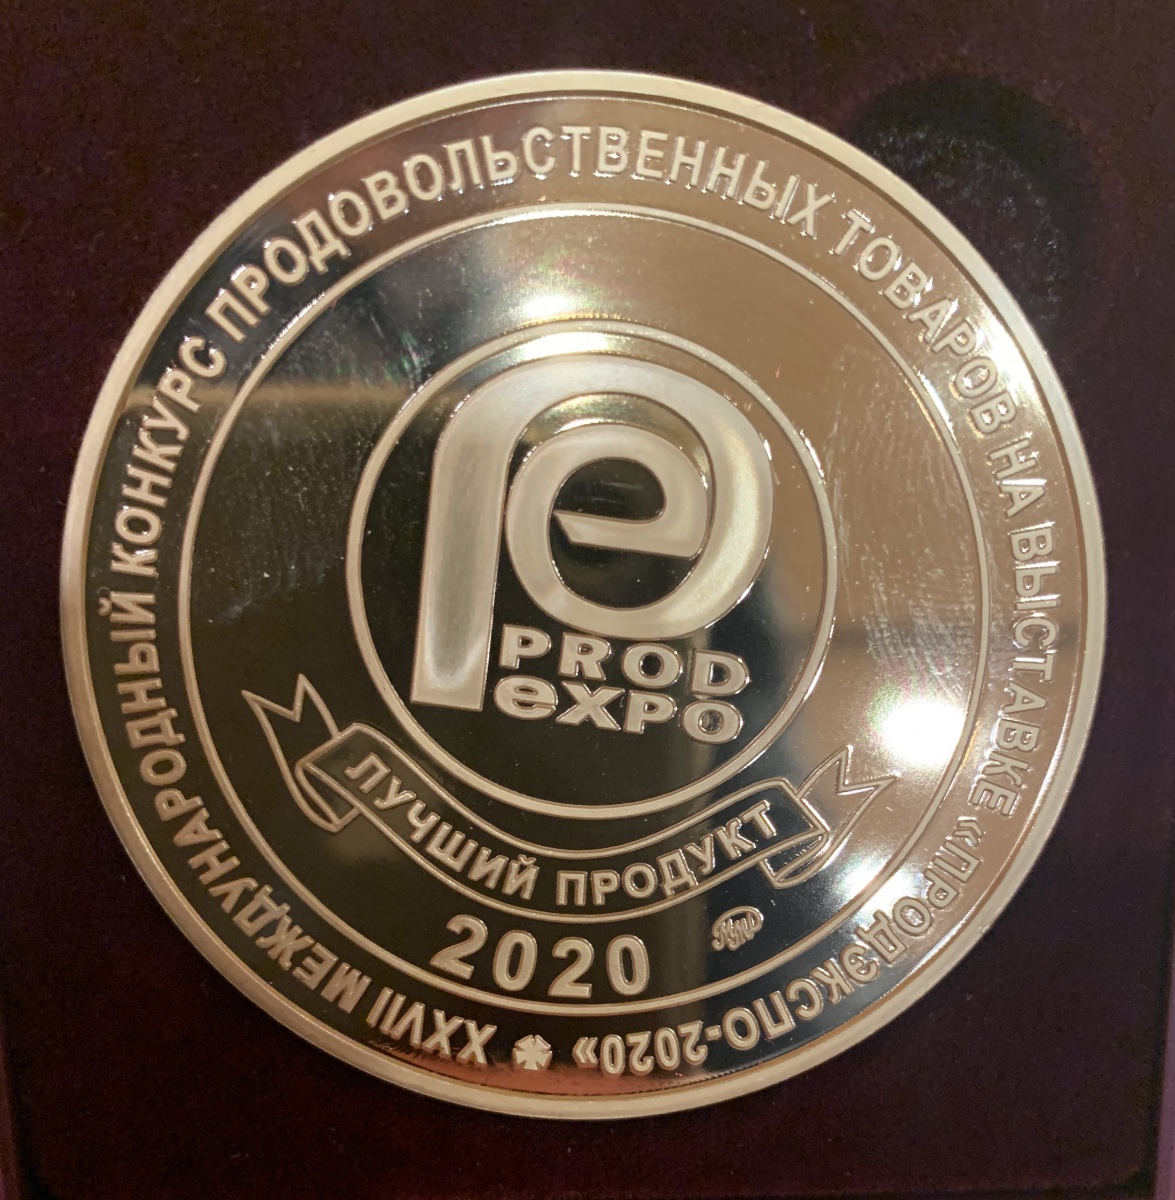 XXVII МЕЖДУНАРОДНЫЙ КОНКУРС ПРОДОВОЛЬСТВЕННЫХ ТОВАРОВ НА ВЫСТАВКЕ «ПРОДЭКСПО-2020»
PROD
eXPO
ЛУЧШИЙ ПРОДУКТ
2020